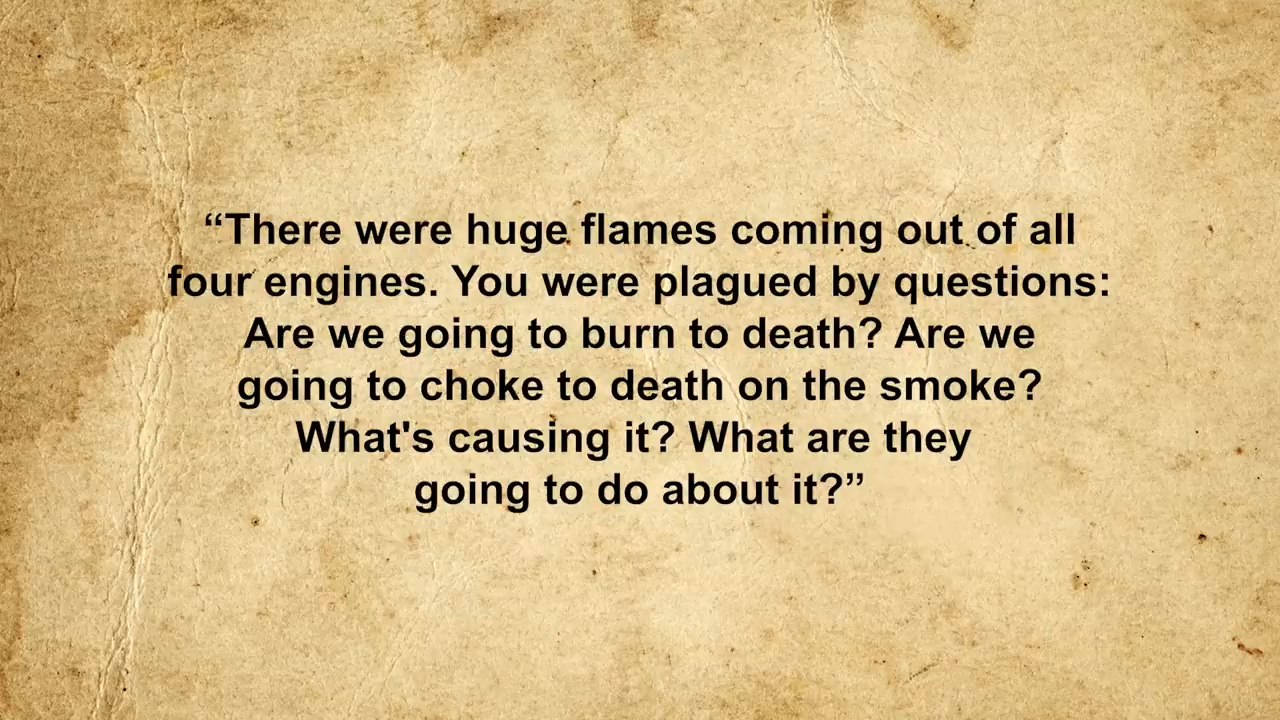 “There were huge flames coming out of all
four engines. You were plagued by questions:
Are we going to burn to death? Are we
going to choke to death on the smoke?
What's causing it? What are they
going to do about it?”